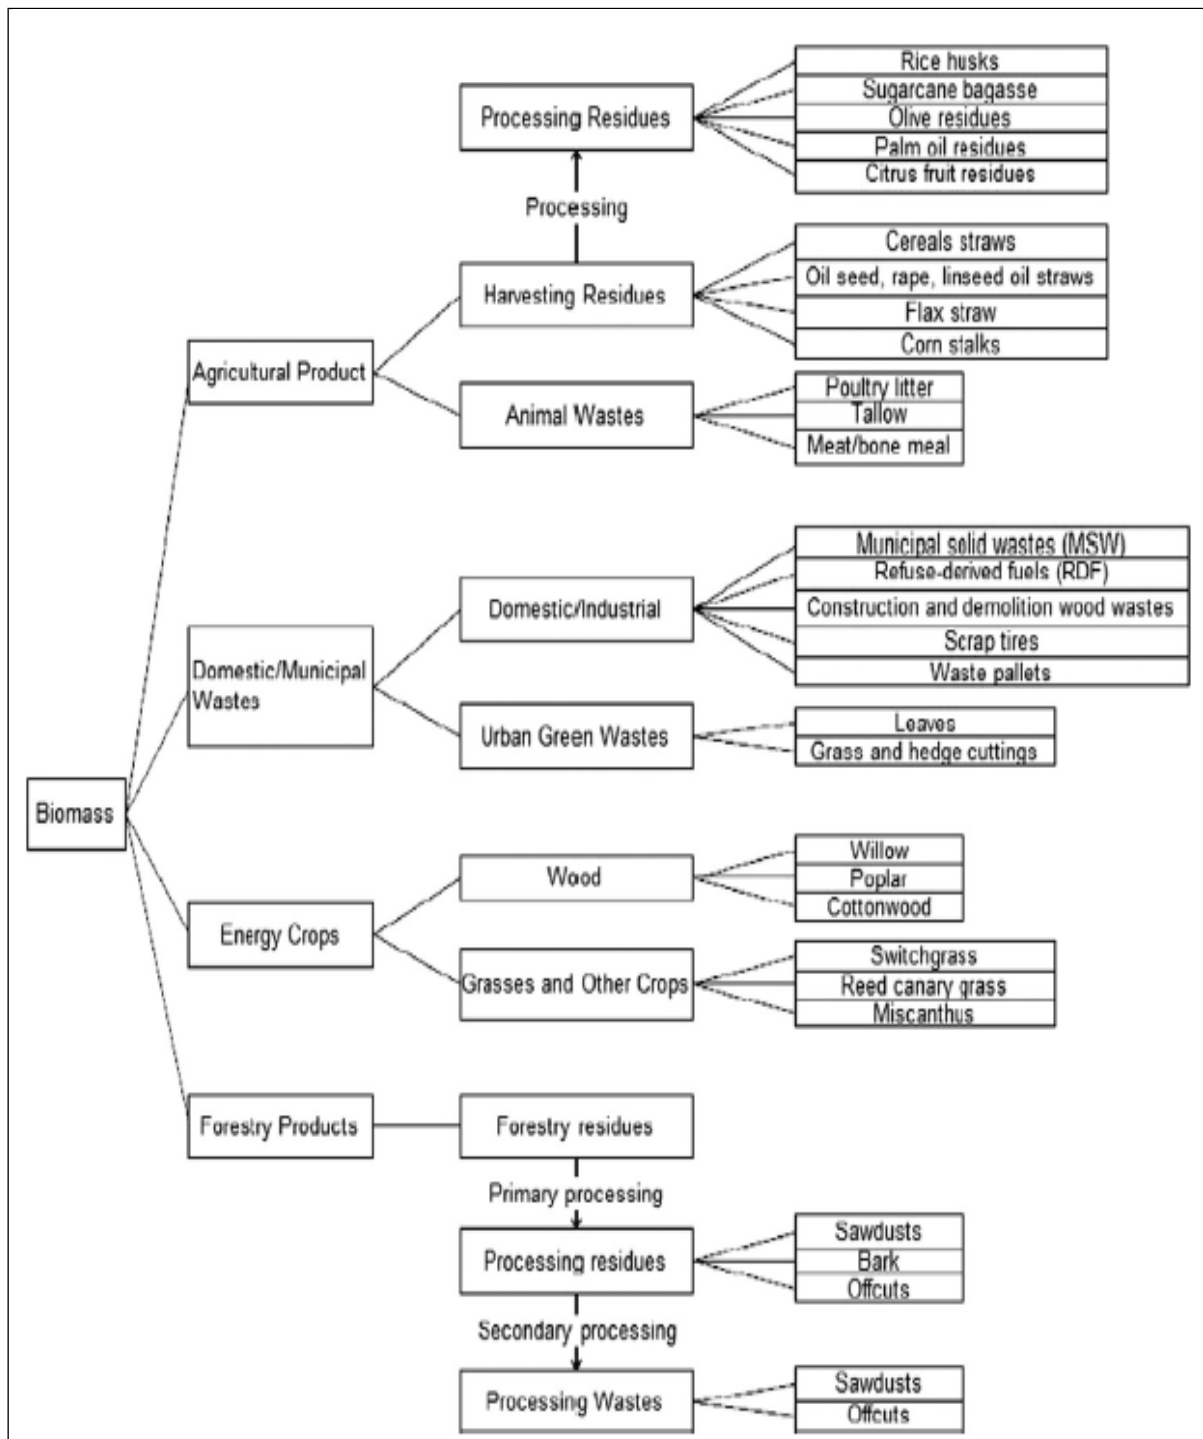 Rice husks
Sugarcane bagasse
Processing Residues
Olive residues
Palm oil residues
Citrus fruit residues
Processing
Cereals straws
Harvesting Residues
Oil seed, rape, linseed oil straws
Flax straw
Corn stalks
Agricultural Product
Poultry litter
Animal Wastes
Tallow
Meat/bone meal
Municipal solid wastes (MSW)
Refuse-derived fuels (RDF)
Domestic/Industrial
Construction and demolition wood wastes
Scrap tires
Waste pallets
Domestic/Municipal
Wastes
Urban Green Wastes
Leaves
Grass and hedge cuttings
Biomass
Willow
Wood
Poplar
Cottonwood
Energy Crops
Switchgrass
Grasses and Other Crops
Reed canary grass
Miscanthus
Forestry Products
Forestry residues
Primary processing
Sawdusts
Processing residues
Bark
Offcuts
Secondary processing
Sawdusts
Processing Wastes
Offcuts